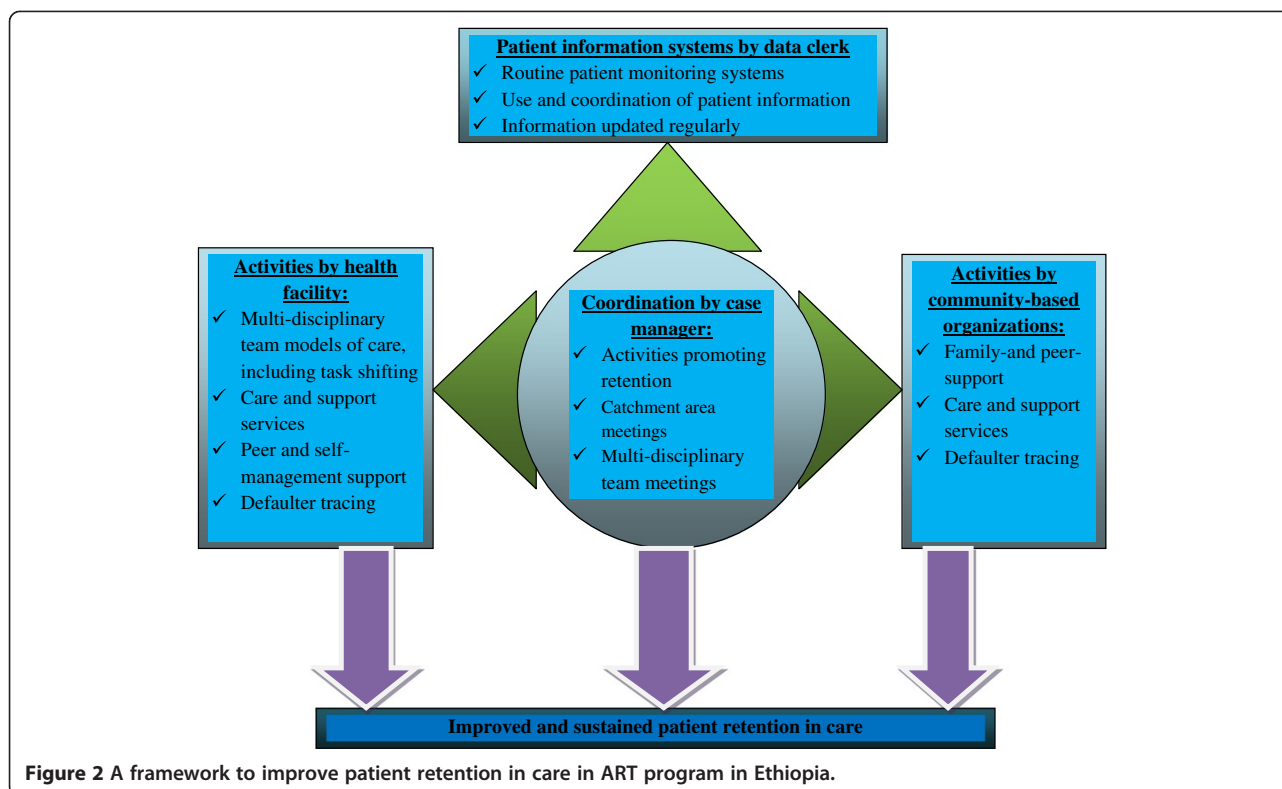 Patient information systems by data clerk
✓ Routine patient monitoring systems
✓ Use and coordination of patient information
✓ Information updated regularly
Activities by health
facility:
✓ Multi-disciplinary
team models of care,
including task shifting
✓ Care and support
services
✓ Peer and self-
management support
✓ Defaulter tracing
Coordination by case
manager:
✓ Activities promoting
retention
✓ Catchment area
meetings
✓ Multi-disciplinary
team meetings
Activities by
community-based
organizations:
✓ Family-and peer-
support
✓ Care and support
services
✓ Defaulter tracing
Improved and sustained patient retention in care
Figure 2 A framework to improve patient retention in care in ART program in Ethiopia.